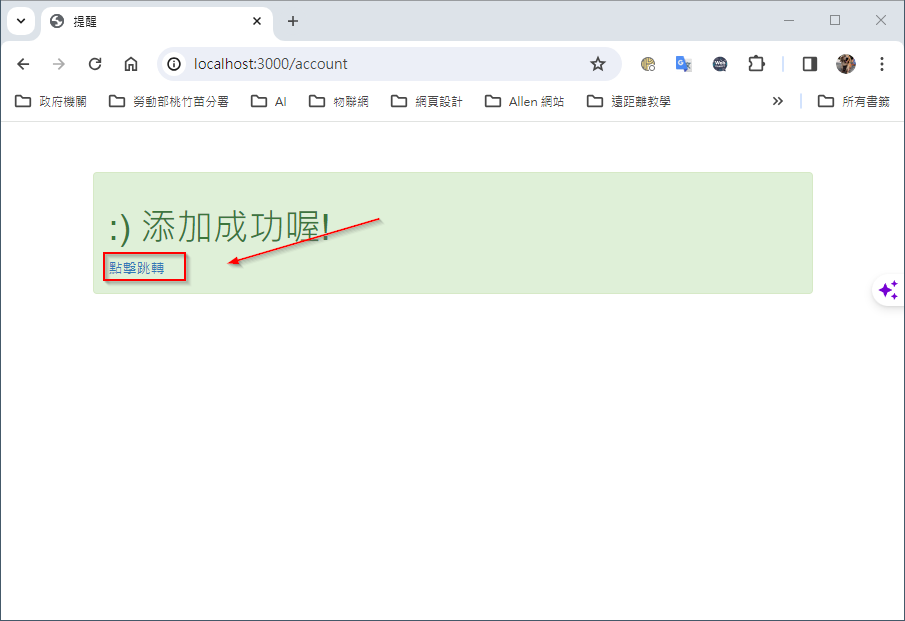 提醒
localhost:3000/account
政府機關
勞動部桃竹苗分署
AI
物聯網
網頁設計
Allen 網站
遠距離教學
所有書籤
:) 添加成功喔!
點擊跳轉